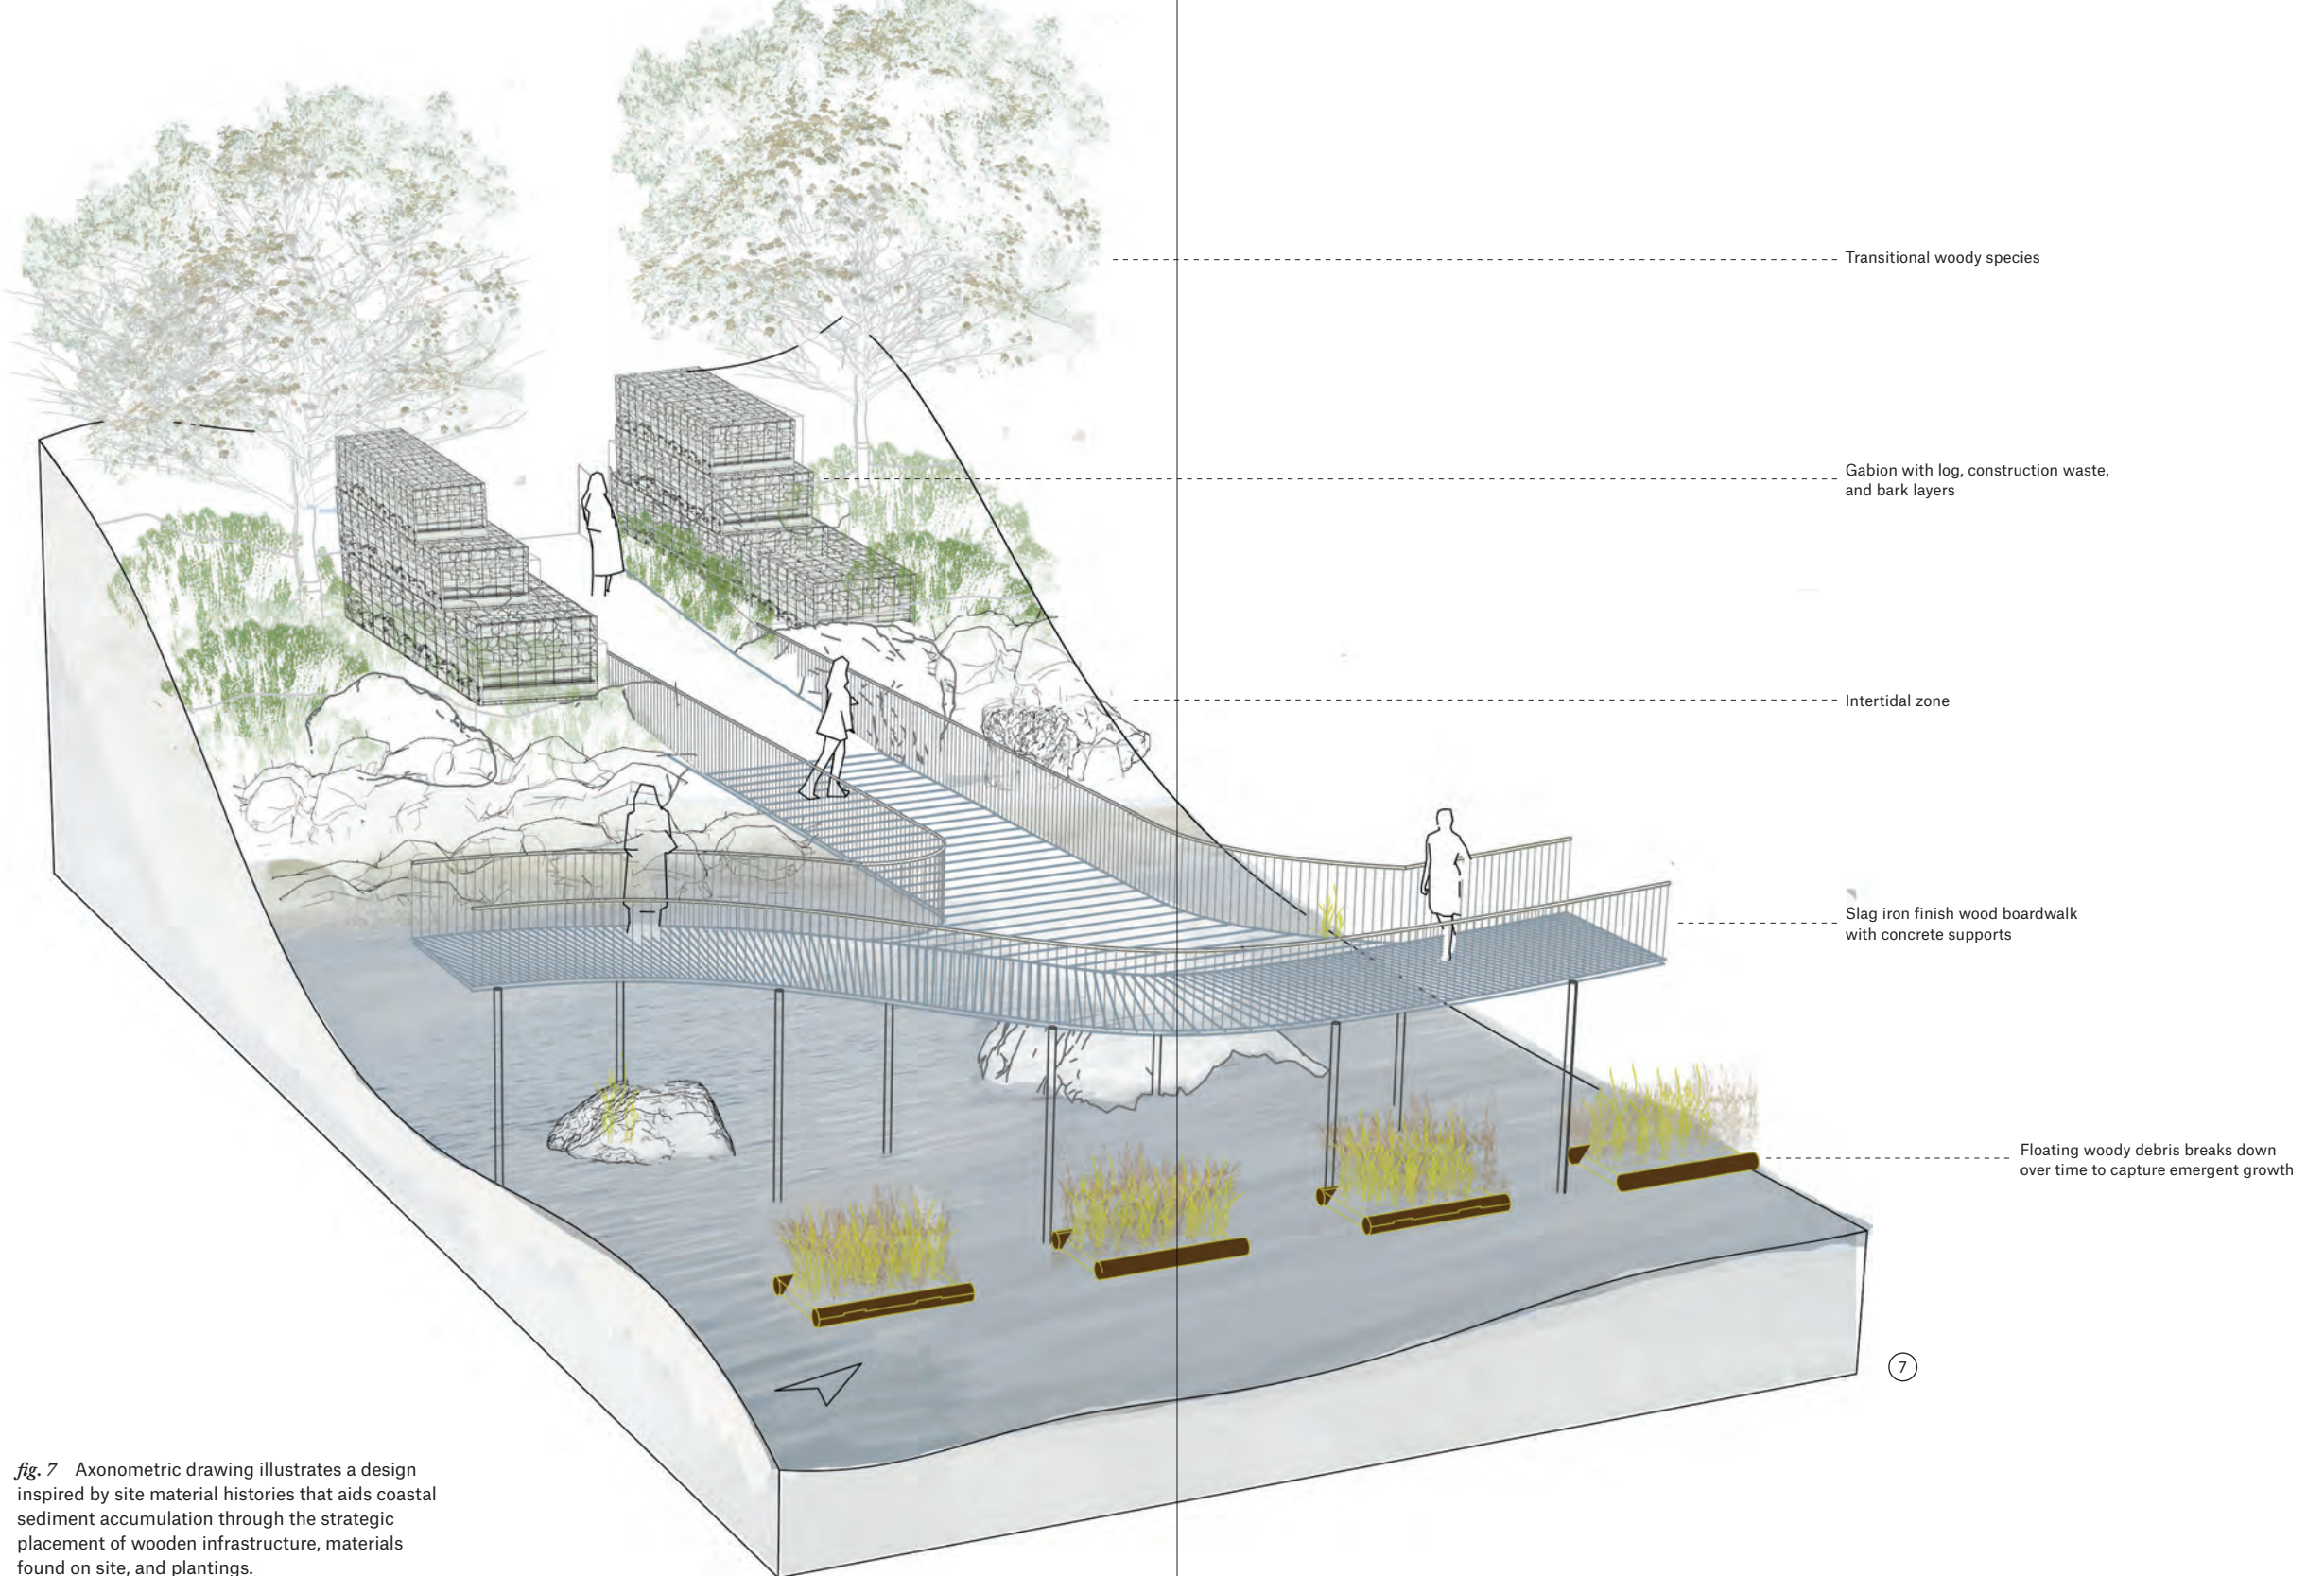 Transitional woody species
Gabion with log, construction waste,
and bark layers
Intertidal zone
Slag iron finish wood boardwalk
with concrete supports
Floating woody debris breaks down
over time to capture emergent growth
7
fig. 7 Axonometric drawing illustrates a design
inspired by site material histories that aids coastal
sediment accumulation through the strategic
placement of wooden infrastructure, materials
found on site, and plantings.